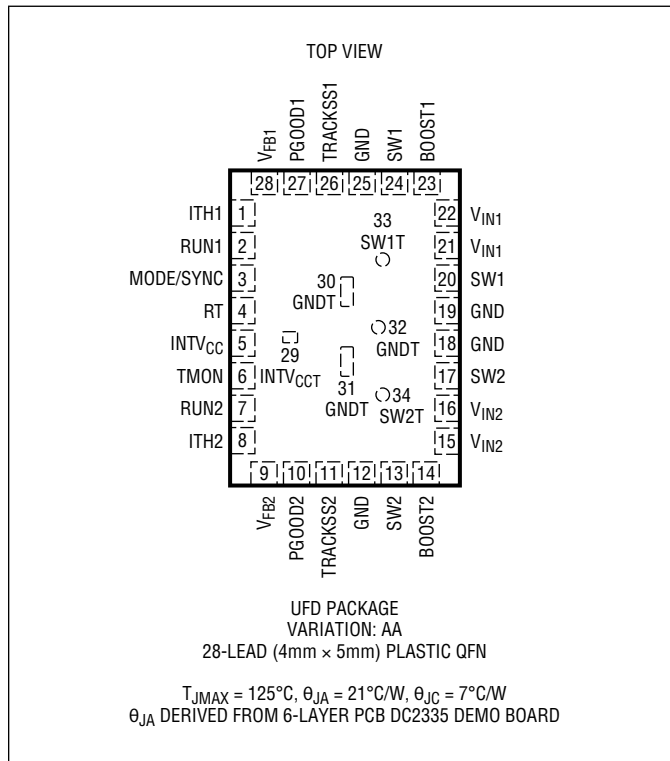 TOP VIEW
VFB1
PGOOD1
TRACKSS1
GND
SW1
BOOST1
28 27 26 25 24 23
ITH1 1
RUN1 2
MODE/SYNC 3
RT 4
INTVCC 5
TMON 6
RUN2 7
ITH2 8
33
SW1T
30
GNDT
32
GNDT
29
INTVCCT
31
GNDT
34
SW2T
22 VIN1
21 VIN1
20 SW1
19 GND
18 GND
17 SW2
16 VIN2
15 VIN2
9 10 11 12 13 14
VFB2
PGOOD2
TRACKSS2
GND
SW2
BOOST2
UFD PACKAGE
VARIATION: AA
28-LEAD (4mm × 5mm) PLASTIC QFN
TJMAX = 125°C, θJA = 21°C/W, θJC = 7°C/W
θJA DERIVED FROM 6-LAYER PCB DC2335 DEMO BOARD